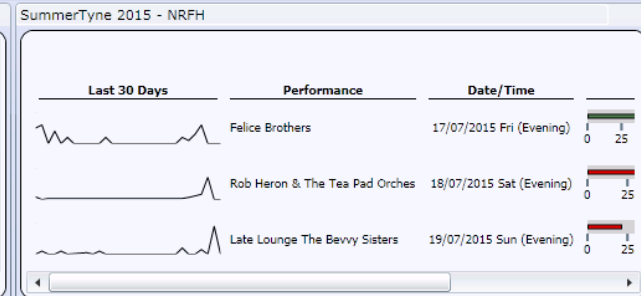 SummerTyne 2015 - NRFH
Last 30 Days Performance Date/Time
Felice Brothers 17/07/2015 Fri (Evening)
0 25
Rob Heron & The Tea Pad Orches 18/07/2015 Sat (Evening)
0 25
Late Lounge The Bevvy Sisters 19/07/2015 Sun (Evening)
0 25